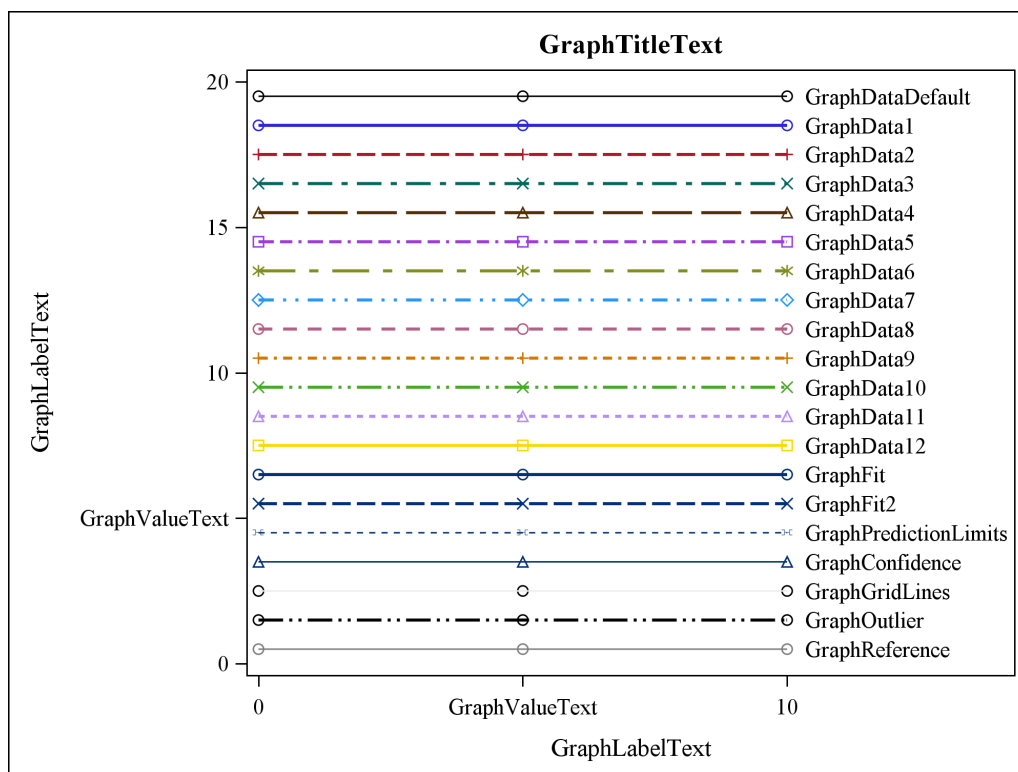 GraphTitleText
20
GraphDataDefault
GraphData1
GraphData2
GraphData3
GraphData4
15
GraphData5
GraphData6
GraphData7
GraphData8
GraphData9
10
GraphData10
GraphData11
GraphData12
GraphFit
GraphFit2
GraphValueText
GraphPredictionLimits
GraphConfidence
GraphGridLines
GraphOutlier
GraphReference
0
GraphLabelText
0 GraphValueText 10
GraphLabelText